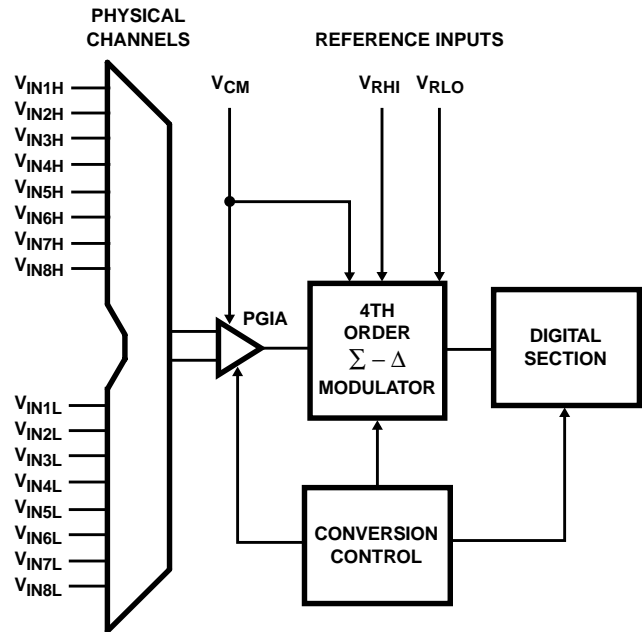 PHYSICAL
CHANNELS
REFERENCE INPUTS
VIN1H
VIN2H
VIN3H
VIN4H
VIN5H
VIN6H
VIN7H
VIN8H
VCM
VRHI
VRLO
PGIA
4TH
ORDER
Σ – Δ
MODULATOR
DIGITAL
SECTION
VIN1L
VIN2L
VIN3L
VIN4L
VIN5L
VIN6L
VIN7L
VIN8L
CONVERSION
CONTROL